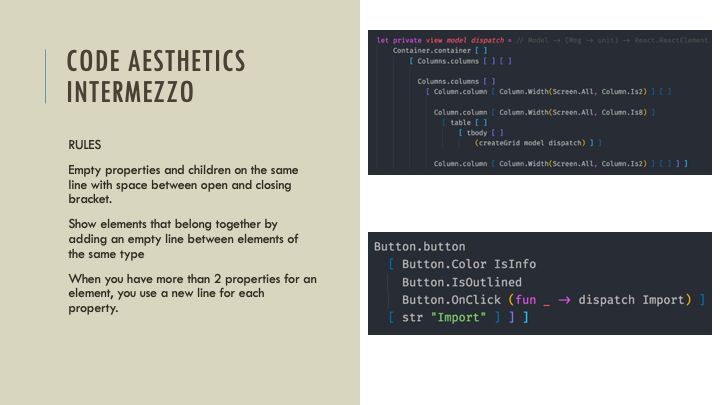 CODE AESTHETICS
INTERMEZZO
RULES
Empty properties and children on the same
line with space between open and closing
bracket.
Show elements that belong together by
adding an empty line between elements of
the same type
When you have more than 2 properties for an
element, you use a new line for each
property.
let private view model dispatch = // Model -> (Msg -> unit) -> React.ReactElement
Container.container [ ]
[ Columns.columns [ ] [ ]
Columns.columns [ ]
[ Column.column [ Column.Width(Screen.All, Column.Is2) ] [ ]
Column.column [ Column.Width(Screen.All, Column.Is8) ]
[ table [ ]
[ tbody [ ]
(createGrid model dispatch) ] ]
Column.column [ Column.Width(Screen.All, Column.Is2) ] [ ] ] ]
Button.button
[ Button.Color IsInfo
Button.IsOutlined
Button.OnClick (fun _ -> dispatch Import) ]
[ str "Import" ] ] ]